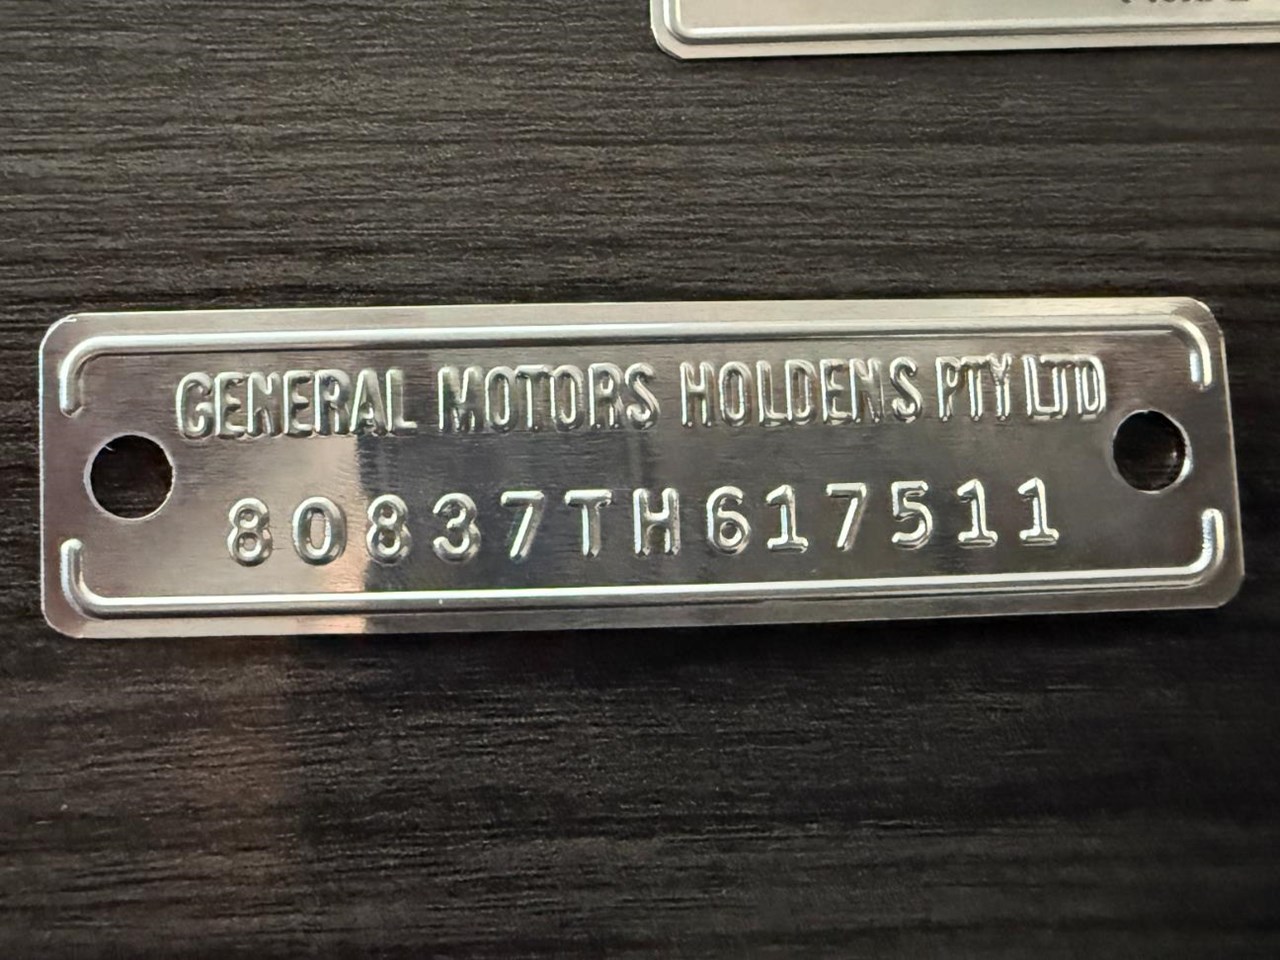 GENERAL MOTORS HOLDENS PTY LTD
80837TH617511